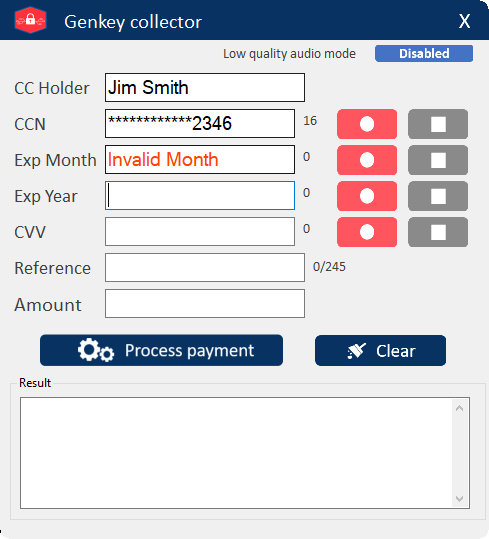 Genkey collector X
Low quality audio mode Disabled
CC Holder Jim Smith
CCN ************2346 16
Exp Month Invalid Month 0
Exp Year 0
CVV 0
Reference 0/245
Amount
Process payment Clear
Result